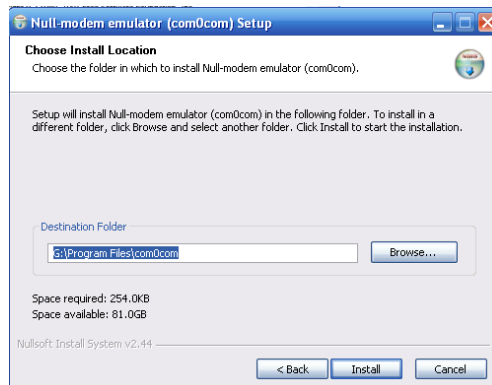 Null-modem emulator (com0com) Setup
Choose Install Location
Choose the folder in which to install Null-modem emulator (com0com).
Setup will install Null-modem emulator (com0com) in the following folder. To install in a
different folder, click Browse and select another folder. Click Install to start the installation.
Destination Folder
G:\Program Files\com0com
Browse...
Space required: 254.0KB
Space available: 81.0GB
Nullsoft Install System v2.44
< Back
Install
Cancel